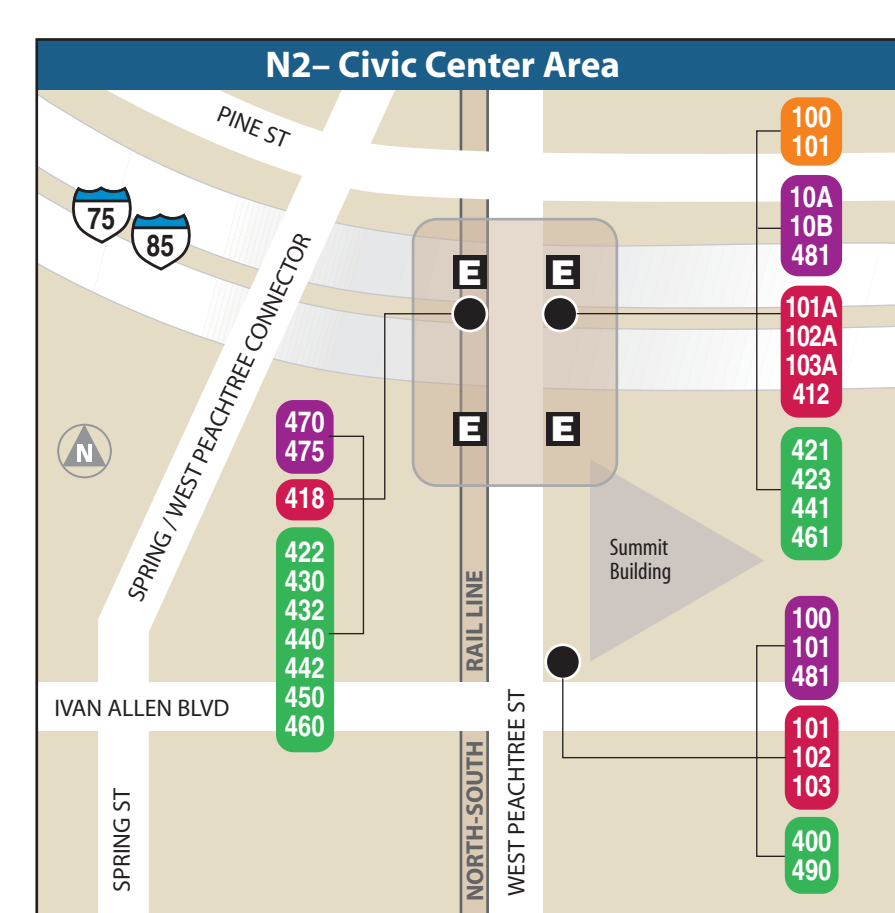 N2– Civic Center Area
PINE ST
100
101
75
85
10A
10B
481
SPRING / WEST PEACHTREE CONNECTOR
E
E
101A
102A
103A
412
N
470
475
E
E
418
421
423
441
461
422
430
432
440
442
450
460
Summit
Building
RAIL LINE
100
101
481
IVAN ALLEN BLVD
WEST PEACHTREE ST
101
102
103
SPRING ST
NORTH-SOUTH
400
490